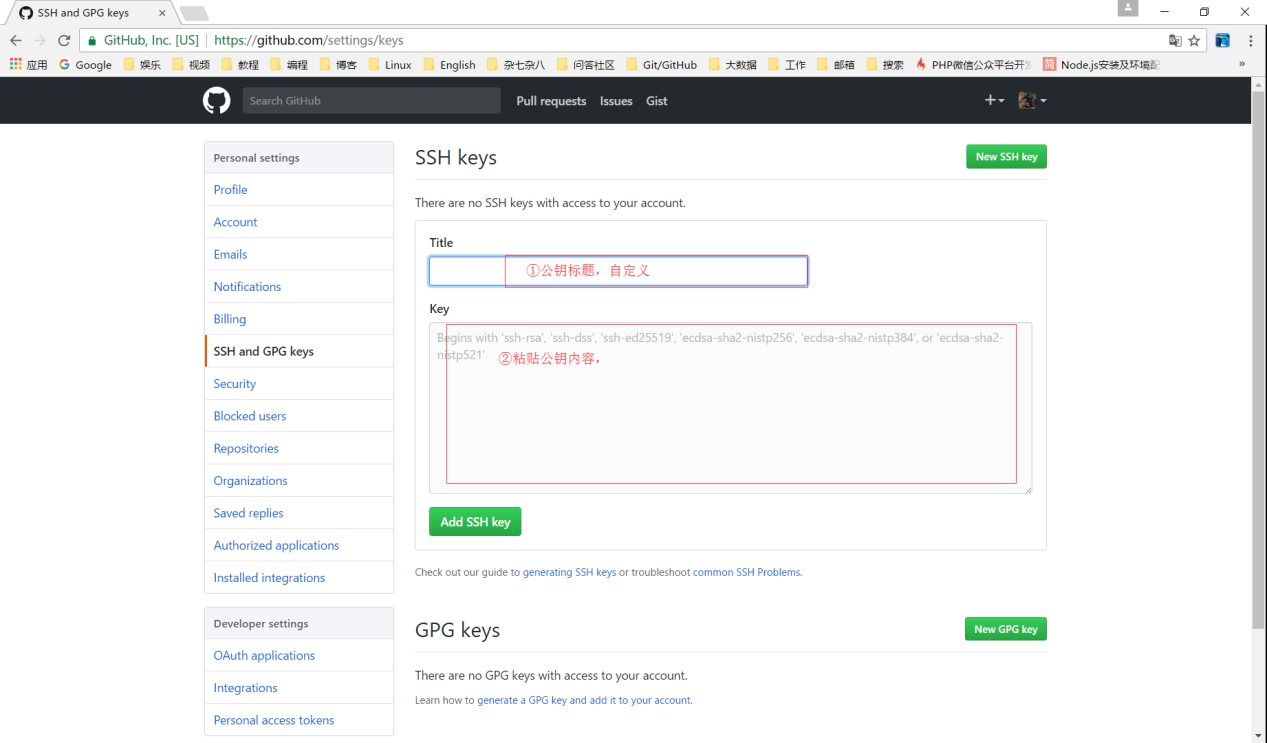 SSH and GPG keys
GitHub, Inc. [US] | https://github.com/settings/keys
应用 Google 娱乐 视频 教程 编程 博客 Linux English 杂七杂八 问答社区 Git/GitHub 大数据 工作 邮箱 搜索 PHP微信公众平台开 简 Node.js安装及环境配 »
Search GitHub Pull requests Issues Gist
Personal settings
Profile
Account
Emails
Notifications
Billing
SSH and GPG keys
Security
Blocked users
Repositories
Organizations
Saved replies
Authorized applications
Installed integrations
Developer settings
OAuth applications
Integrations
Personal access tokens
SSH keys
New SSH key
There are no SSH keys with access to your account.
Title
①公钥标题，自定义
Key
Begins with 'ssh-rsa', 'ssh-dss', 'ssh-ed25519', 'ecdsa-sha2-nistp256', 'ecdsa-sha2-nistp384', or 'ecdsa-sha2-
nistp521'
②粘贴公钥内容，
Add SSH key
Check out our guide to generating SSH keys or troubleshoot common SSH Problems.
GPG keys
New GPG key
There are no GPG keys with access to your account.
Learn how to generate a GPG key and add it to your account.